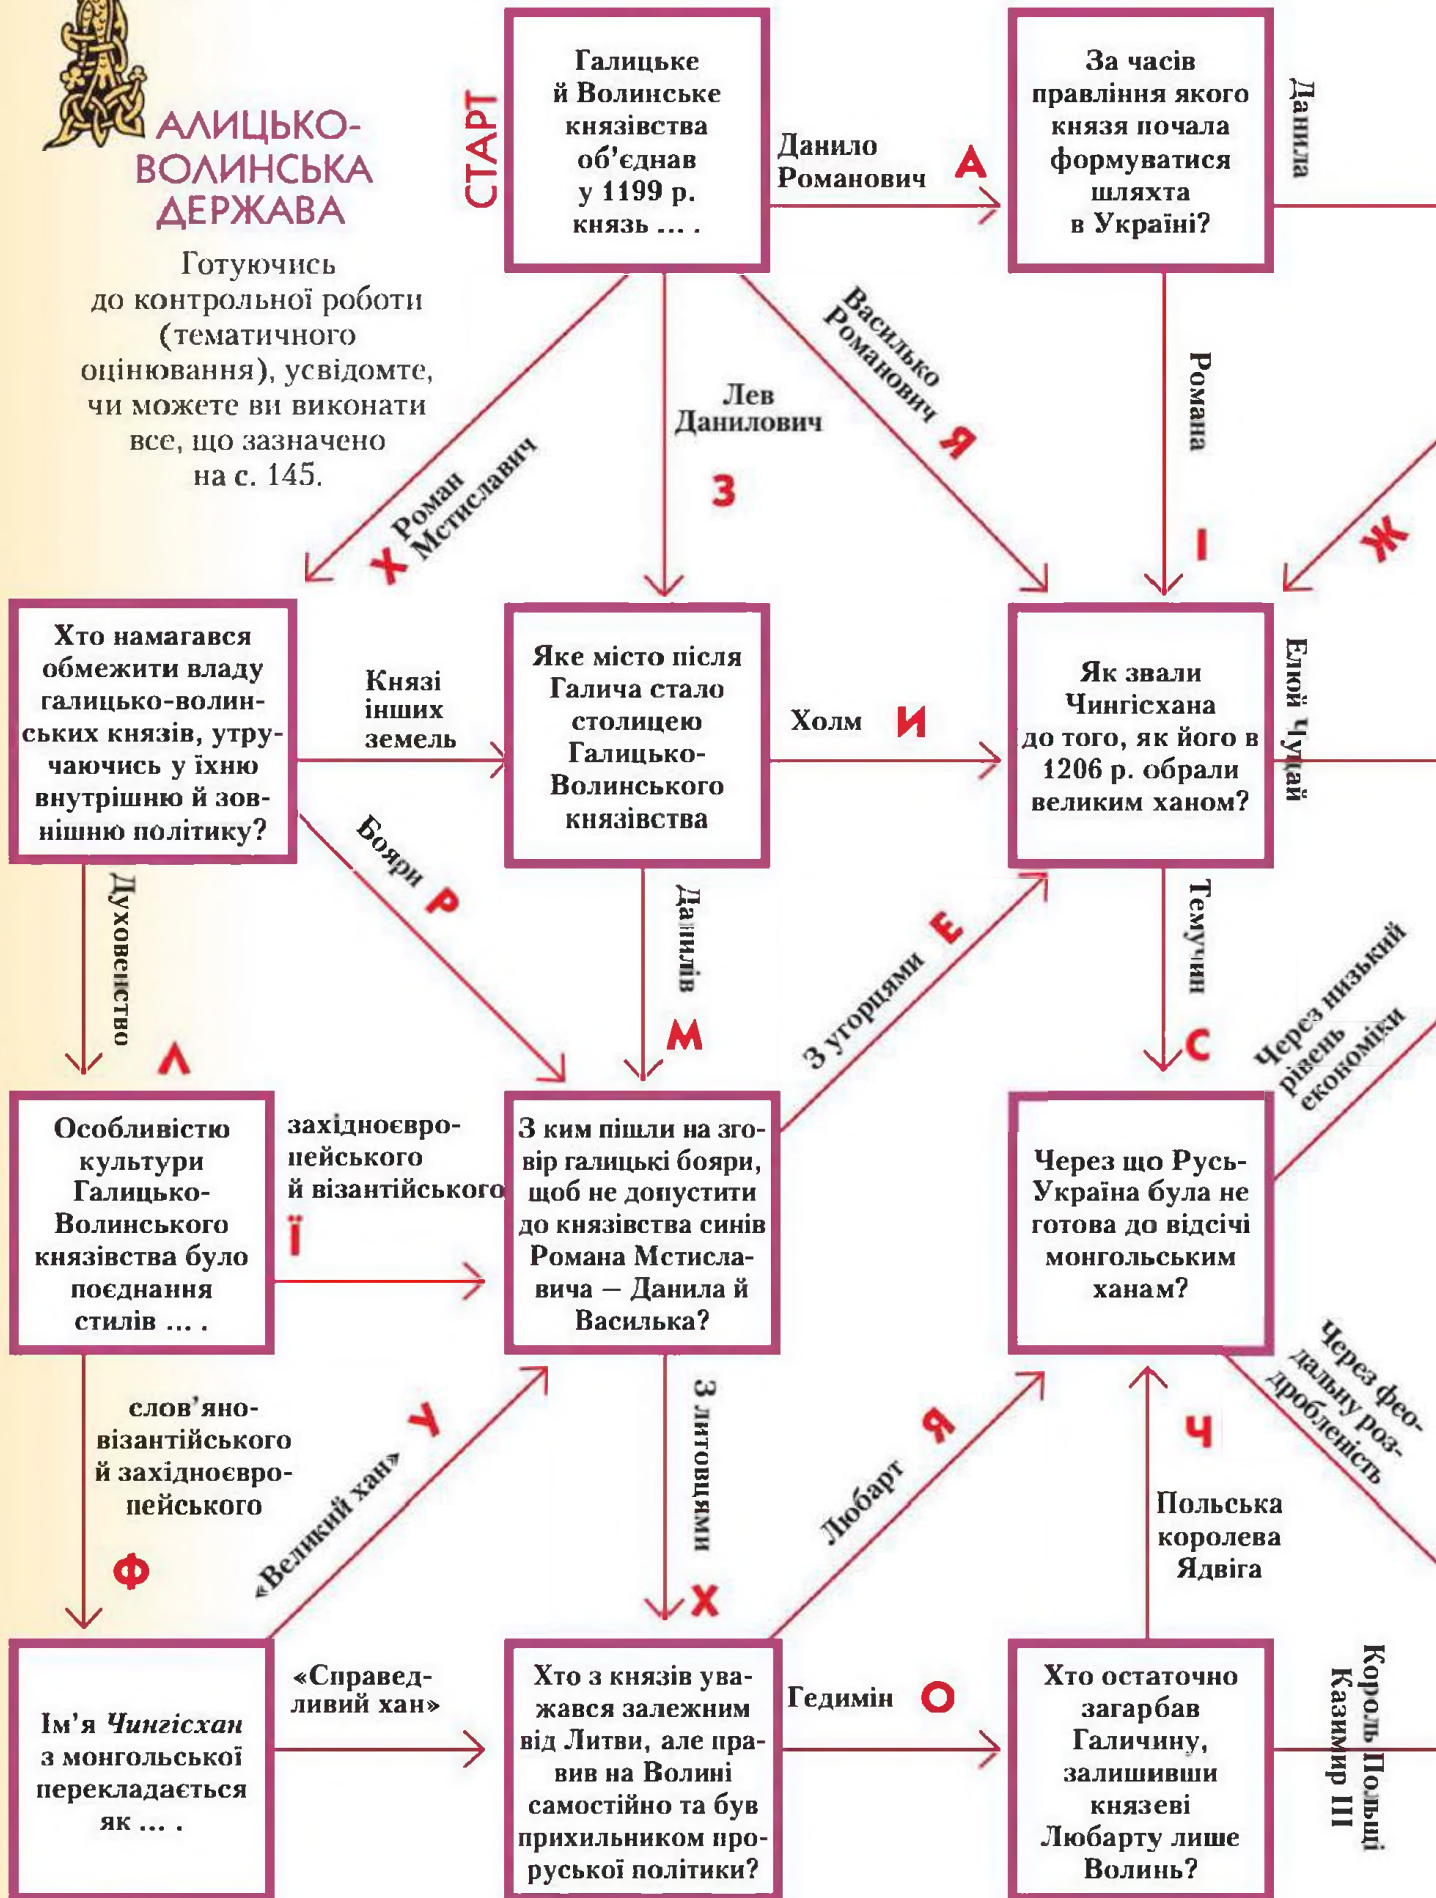 АЛИЦЬКО-
ВОЛИНСЬКА
ДЕРЖАВА
Готуючись
до контрольної роботи
(тематичного
оцінювання), усвідомте,
чи можете ви виконати
все, що зазначено
на с. 145.
СТАРТ
Галицьке
й Волинське
князівства
об’єднав
у 1199 р.
князь ... .
Данило
Романович
А
За часів
правління якого
князя почала
формуватися
шляхта
в Україні?
Данила
Роман
Мстиславич
Х
Лев
Данилович
З
Василько
Романович
Я
Романа
І
Ж
Хто намагався
обмежити владу
галицько-волин-
ських князів, утру-
чаючись у їхню
внутрішню й зов-
нішню політику?
Князі
інших
земель
Яке місто після
Галича стало
столицею
Галицько-
Волинського
князівства
Холм
И
Як звали
Чингісхана
до того, як його в
1206 р. обрали
великим ханом?
Елюй Чуцай
Духовенство
Л
Бояри
Р
Данилів
М
З угорцями
Е
Темучин
С
Через низький
рівень
економіки
Особливістю
культури
Галицько-
Волинського
князівства було
поєднання
стилів ... .
західноєвро-
пейського
й візантійського
Ї
З ким пішли на зго-
вір галицькі бояри,
щоб не допустити
до князівства синів
Романа Мстисла-
вича — Данила й
Василька?
Через що Русь-
Україна була не
готова до відсічі
монгольським
ханам?
слов’яно-
візантійського
й західноєвро-
пейського
Ф
«Великий хан»
У
З литовцями
Х
Любарт
Я
Ч
Польська
королева
Ядвіга
Через фео-
дальну роз-
дробленість
Ім’я Чингісхан
з монгольської
перекладається
як ... .
«Справед-
ливий хан»
Хто з князів ува-
жався залежним
від Литви, але пра-
вив на Волині
самостійно та був
прихильником про-
руської політики?
Гедимін
О
Хто остаточно
загарбав
Галичину,
залишивши
князеві
Любарту лише
Волинь?
Король Польщі
Казимир III